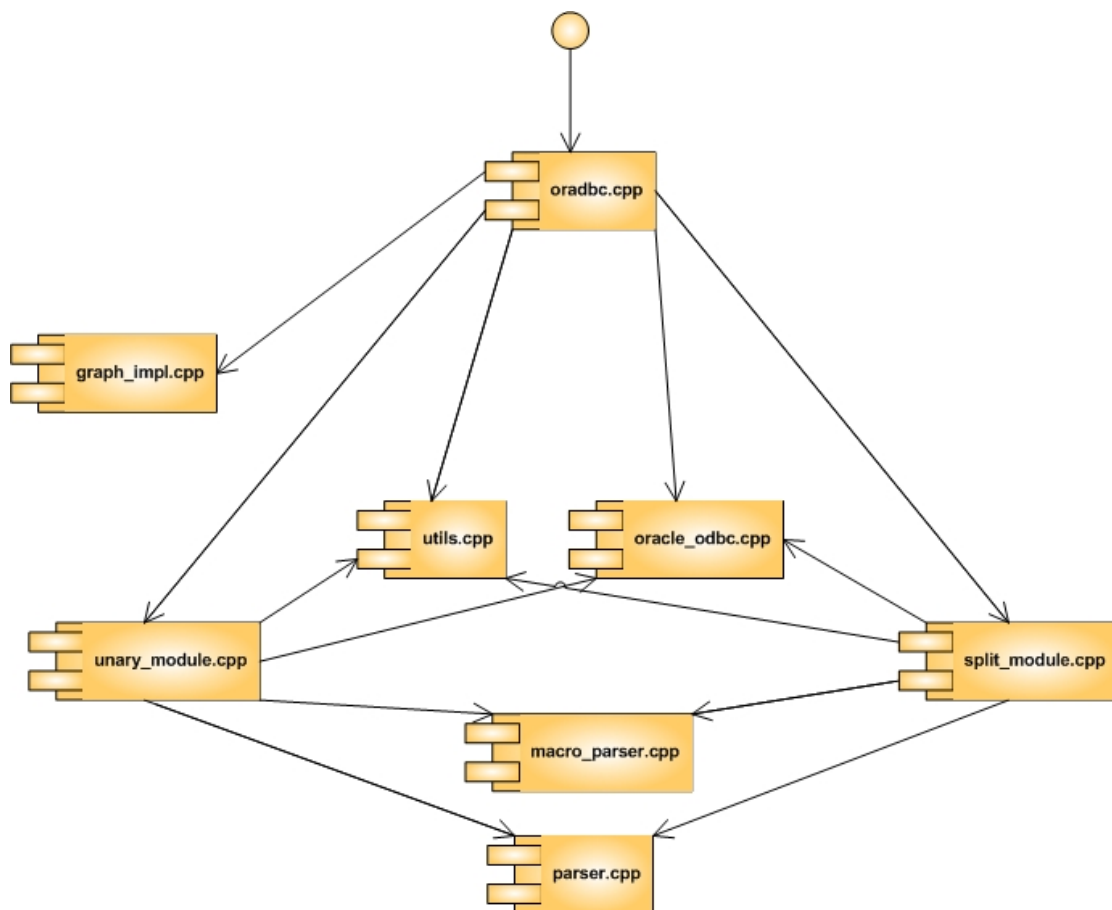 oradbc.cpp
graph_impl.cpp
utils.cpp
oracle_odbc.cpp
unary_module.cpp
split_module.cpp
macro_parser.cpp
parser.cpp